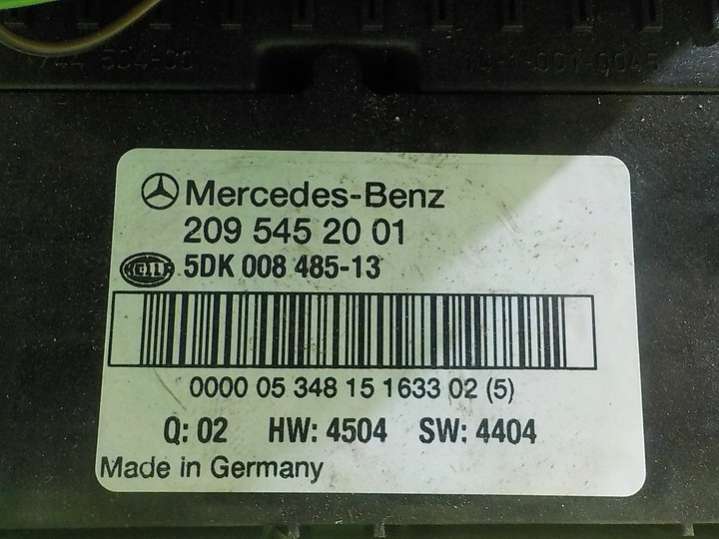 Mercedes-Benz
209 545 20 01
HELLA 5DK 008 485-13
0000 05 348 15 1633 02 (5)
Q: 02 HW: 4504 SW: 4404
Made in Germany